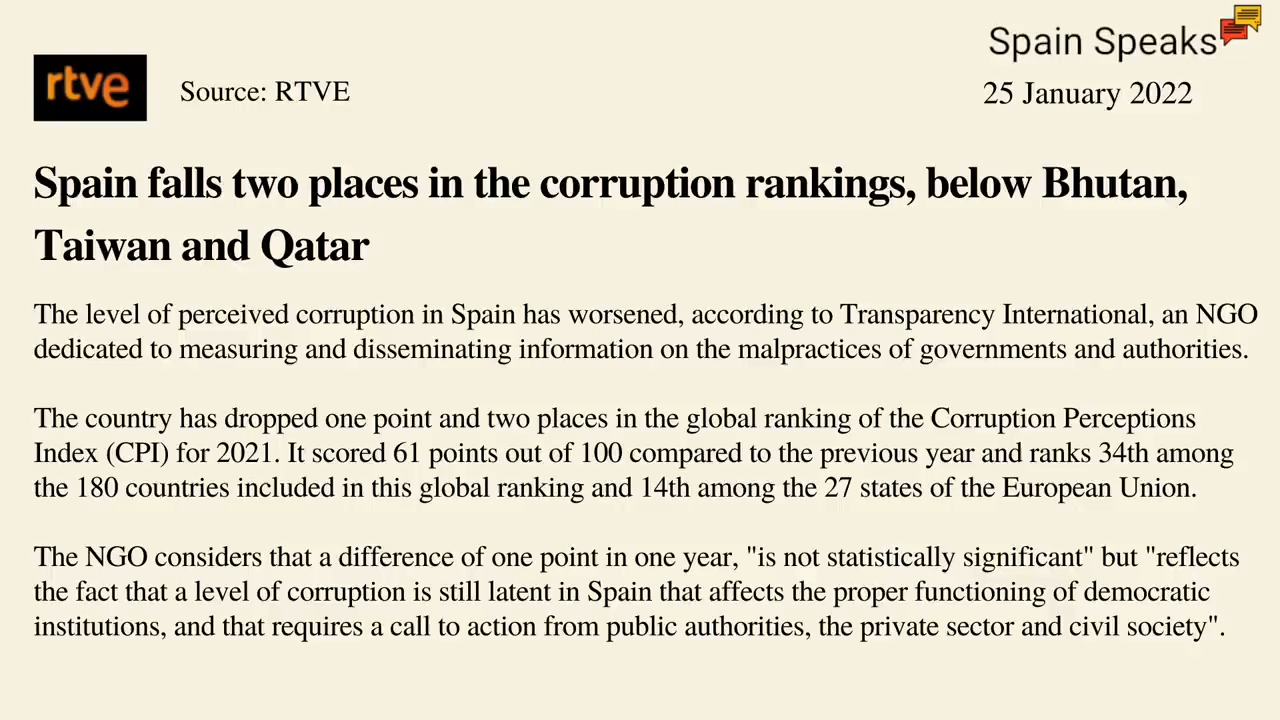 Spain Speaks
rtve
Source: RTVE
25 January 2022
Spain falls two places in the corruption rankings, below Bhutan,
Taiwan and Qatar
The level of perceived corruption in Spain has worsened, according to Transparency International, an NGO
dedicated to measuring and disseminating information on the malpractices of governments and authorities.
The country has dropped one point and two places in the global ranking of the Corruption Perceptions
Index (CPI) for 2021. It scored 61 points out of 100 compared to the previous year and ranks 34th among
the 180 countries included in this global ranking and 14th among the 27 states of the European Union.
The NGO considers that a difference of one point in one year, "is not statistically significant" but "reflects
the fact that a level of corruption is still latent in Spain that affects the proper functioning of democratic
institutions, and that requires a call to action from public authorities, the private sector and civil society".